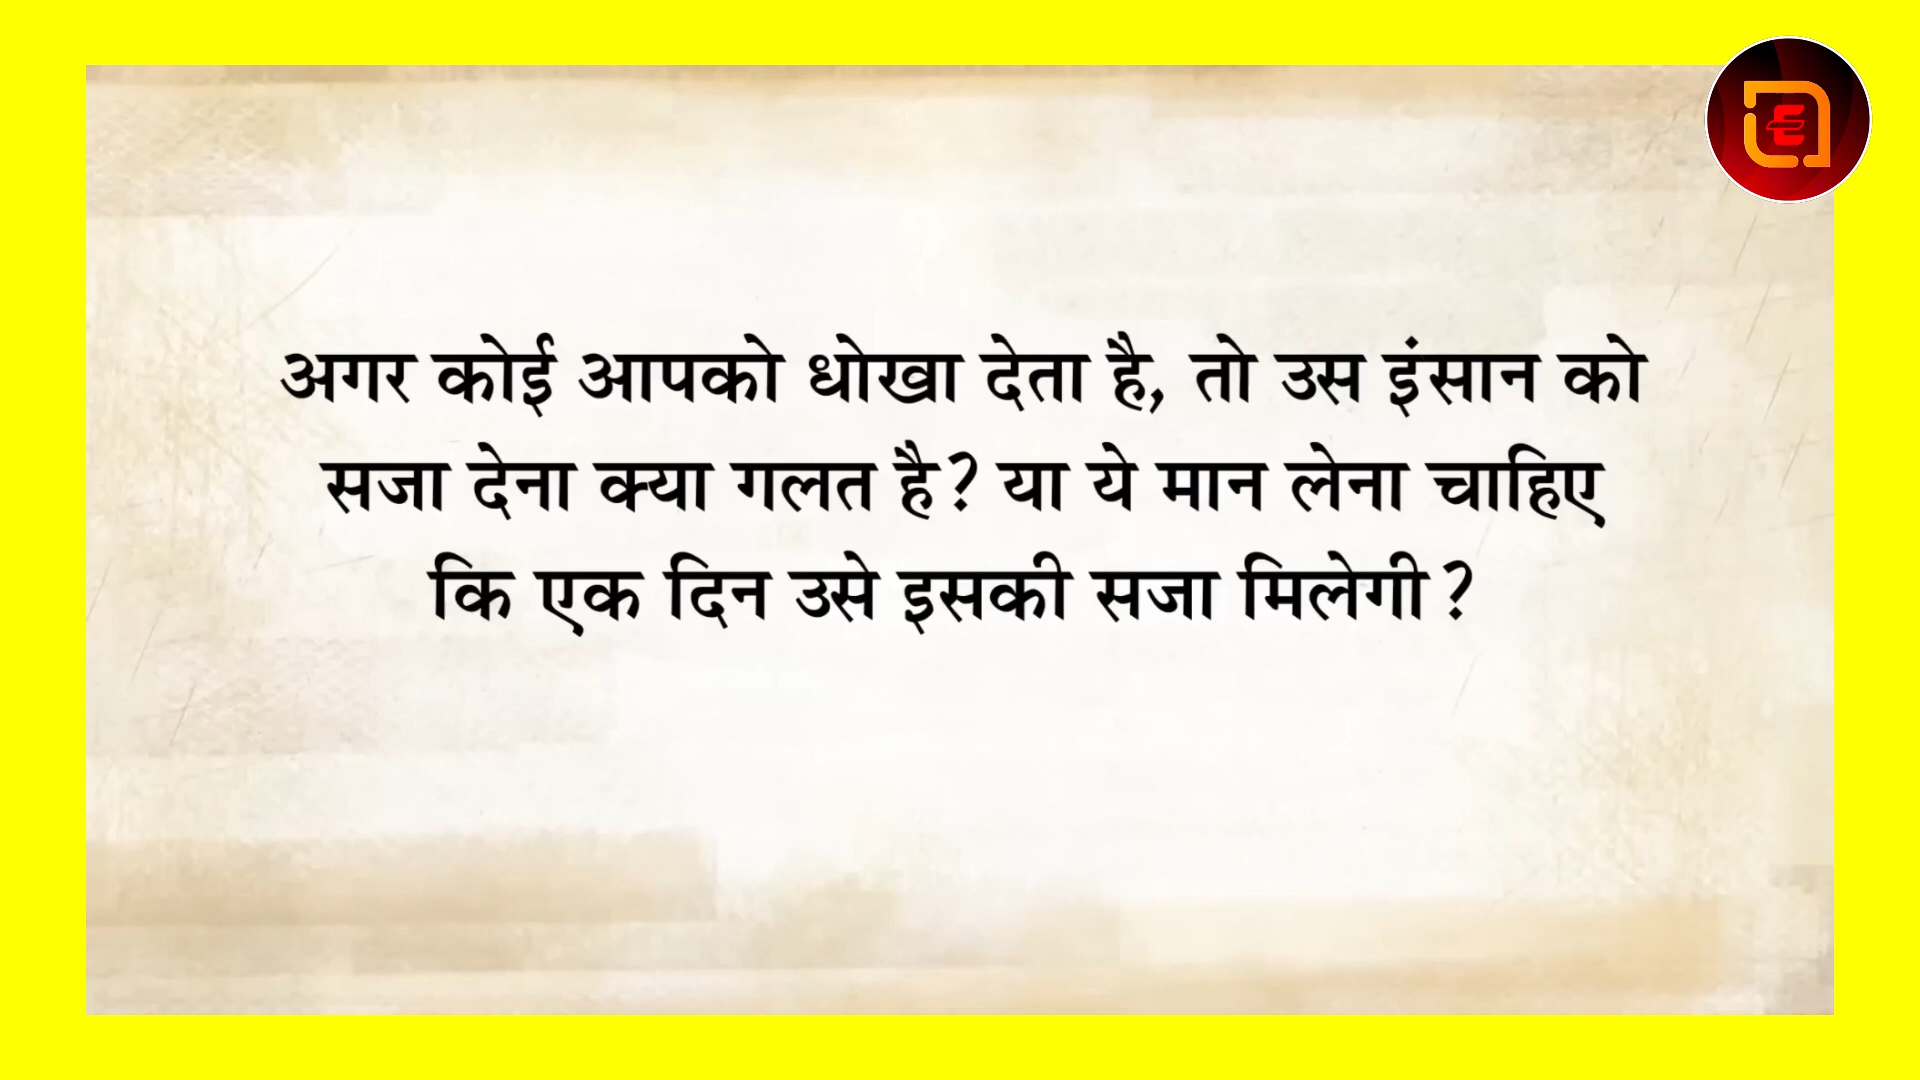 अगर कोई आपको धोखा देता है, तो उस इंसान को
सजा देना क्या गलत है? या ये मान लेना चाहिए
कि एक दिन उसे इसकी सजा मिलेगी?
E